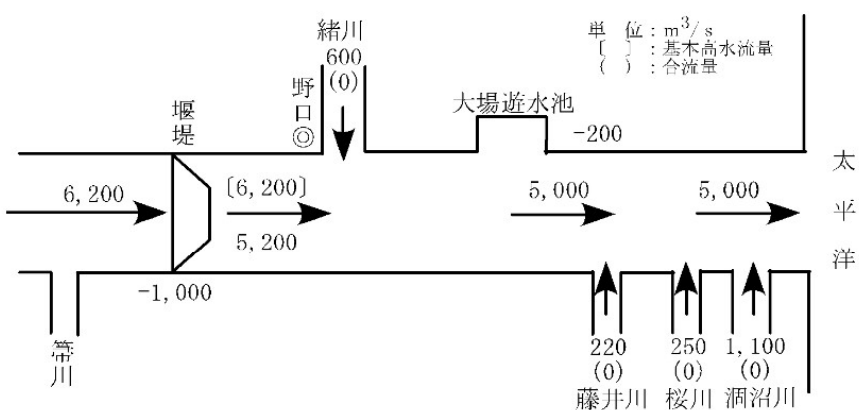 緒川
600
(0)
単 位 : m³/s
[ ] : 基本高水流量
( ) : 合流量
野口◎
堰堤
大場遊水池
-200
太平洋
6,200
[6,200]
5,200
5,000
5,000
-1,000
箒川
220
(0)
藤井川
250
(0)
桜川
1,100
(0)
涸沼川